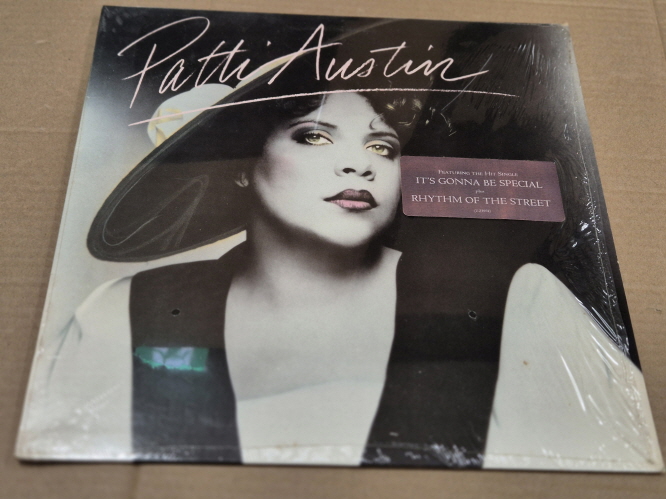 Patti Austin
FEATURING THE HIT SINGLE
IT'S GONNA BE SPECIAL
plus
RHYTHM OF THE STREET